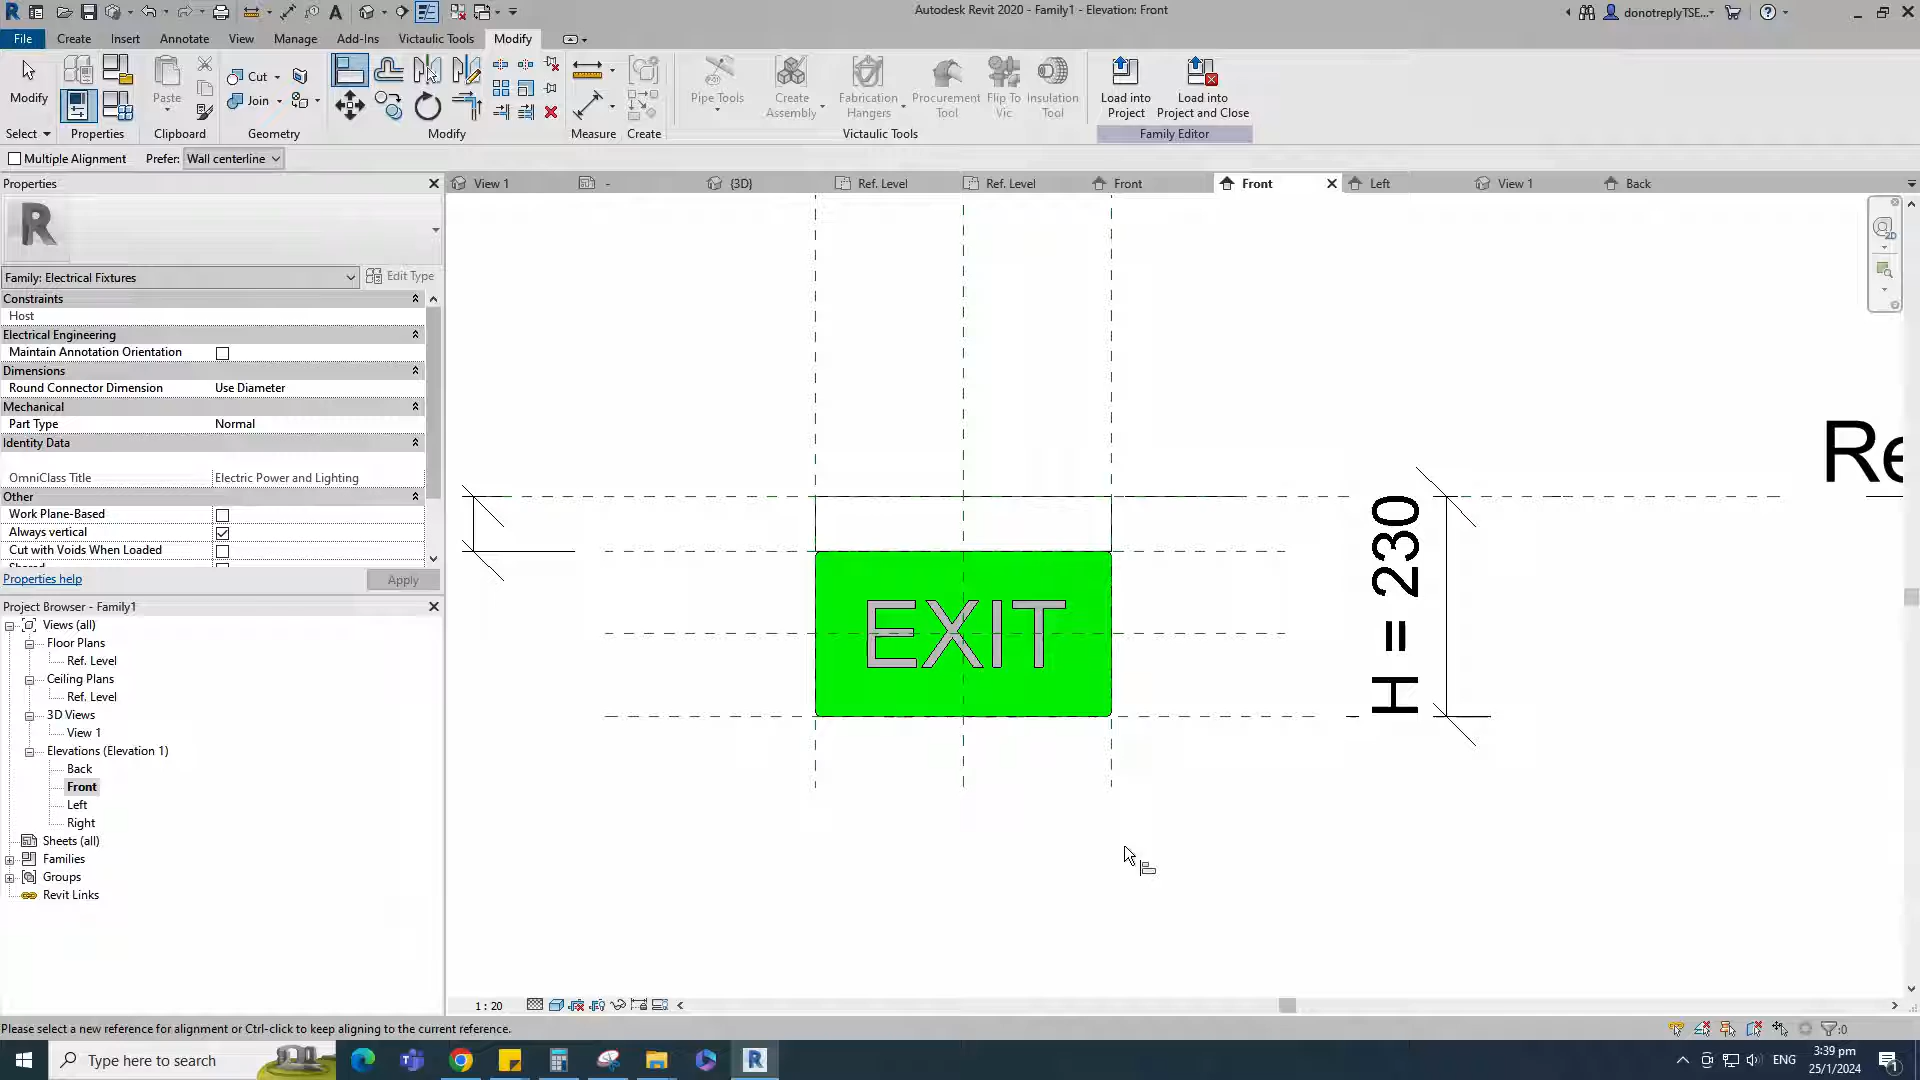 Autodesk Revit 2020 - Family1 - Elevation: Front
donotreplyTSE...
File Create Insert Annotate View Manage Add-Ins Victaulic Tools Modify
Modify
Paste
Cut
Join
Pipe Tools
Create Assembly
Fabrication Hangers
Procurement Tool
Flip To Vic
Insulation Tool
Load into Project
Load into Project and Close
Select Properties Clipboard Geometry Modify Measure Create Victaulic Tools Family Editor
Multiple Alignment Prefer: Wall centerline
Properties
View 1 - {3D} Ref. Level Ref. Level Front Front Left View 1 Back
R
Family: Electrical Fixtures Edit Type
Constraints
Host
Electrical Engineering
Maintain Annotation Orientation
Dimensions
Round Connector Dimension Use Diameter
Mechanical
Part Type Normal
Identity Data
OmniClass Title Electric Power and Lighting
Other
Work Plane-Based
Always vertical
Cut with Voids When Loaded
Properties help Apply
Project Browser - Family1
Views (all)
Floor Plans
Ref. Level
Ceiling Plans
Ref. Level
3D Views
View 1
Elevations (Elevation 1)
Back
Front
Left
Right
Sheets (all)
Families
Groups
Revit Links
EXIT
H = 230
Re
2D
1 : 20
Please select a new reference for alignment or Ctrl-click to keep aligning to the current reference.
:0
Type here to search
ENG
3:39 pm
25/1/2024
1